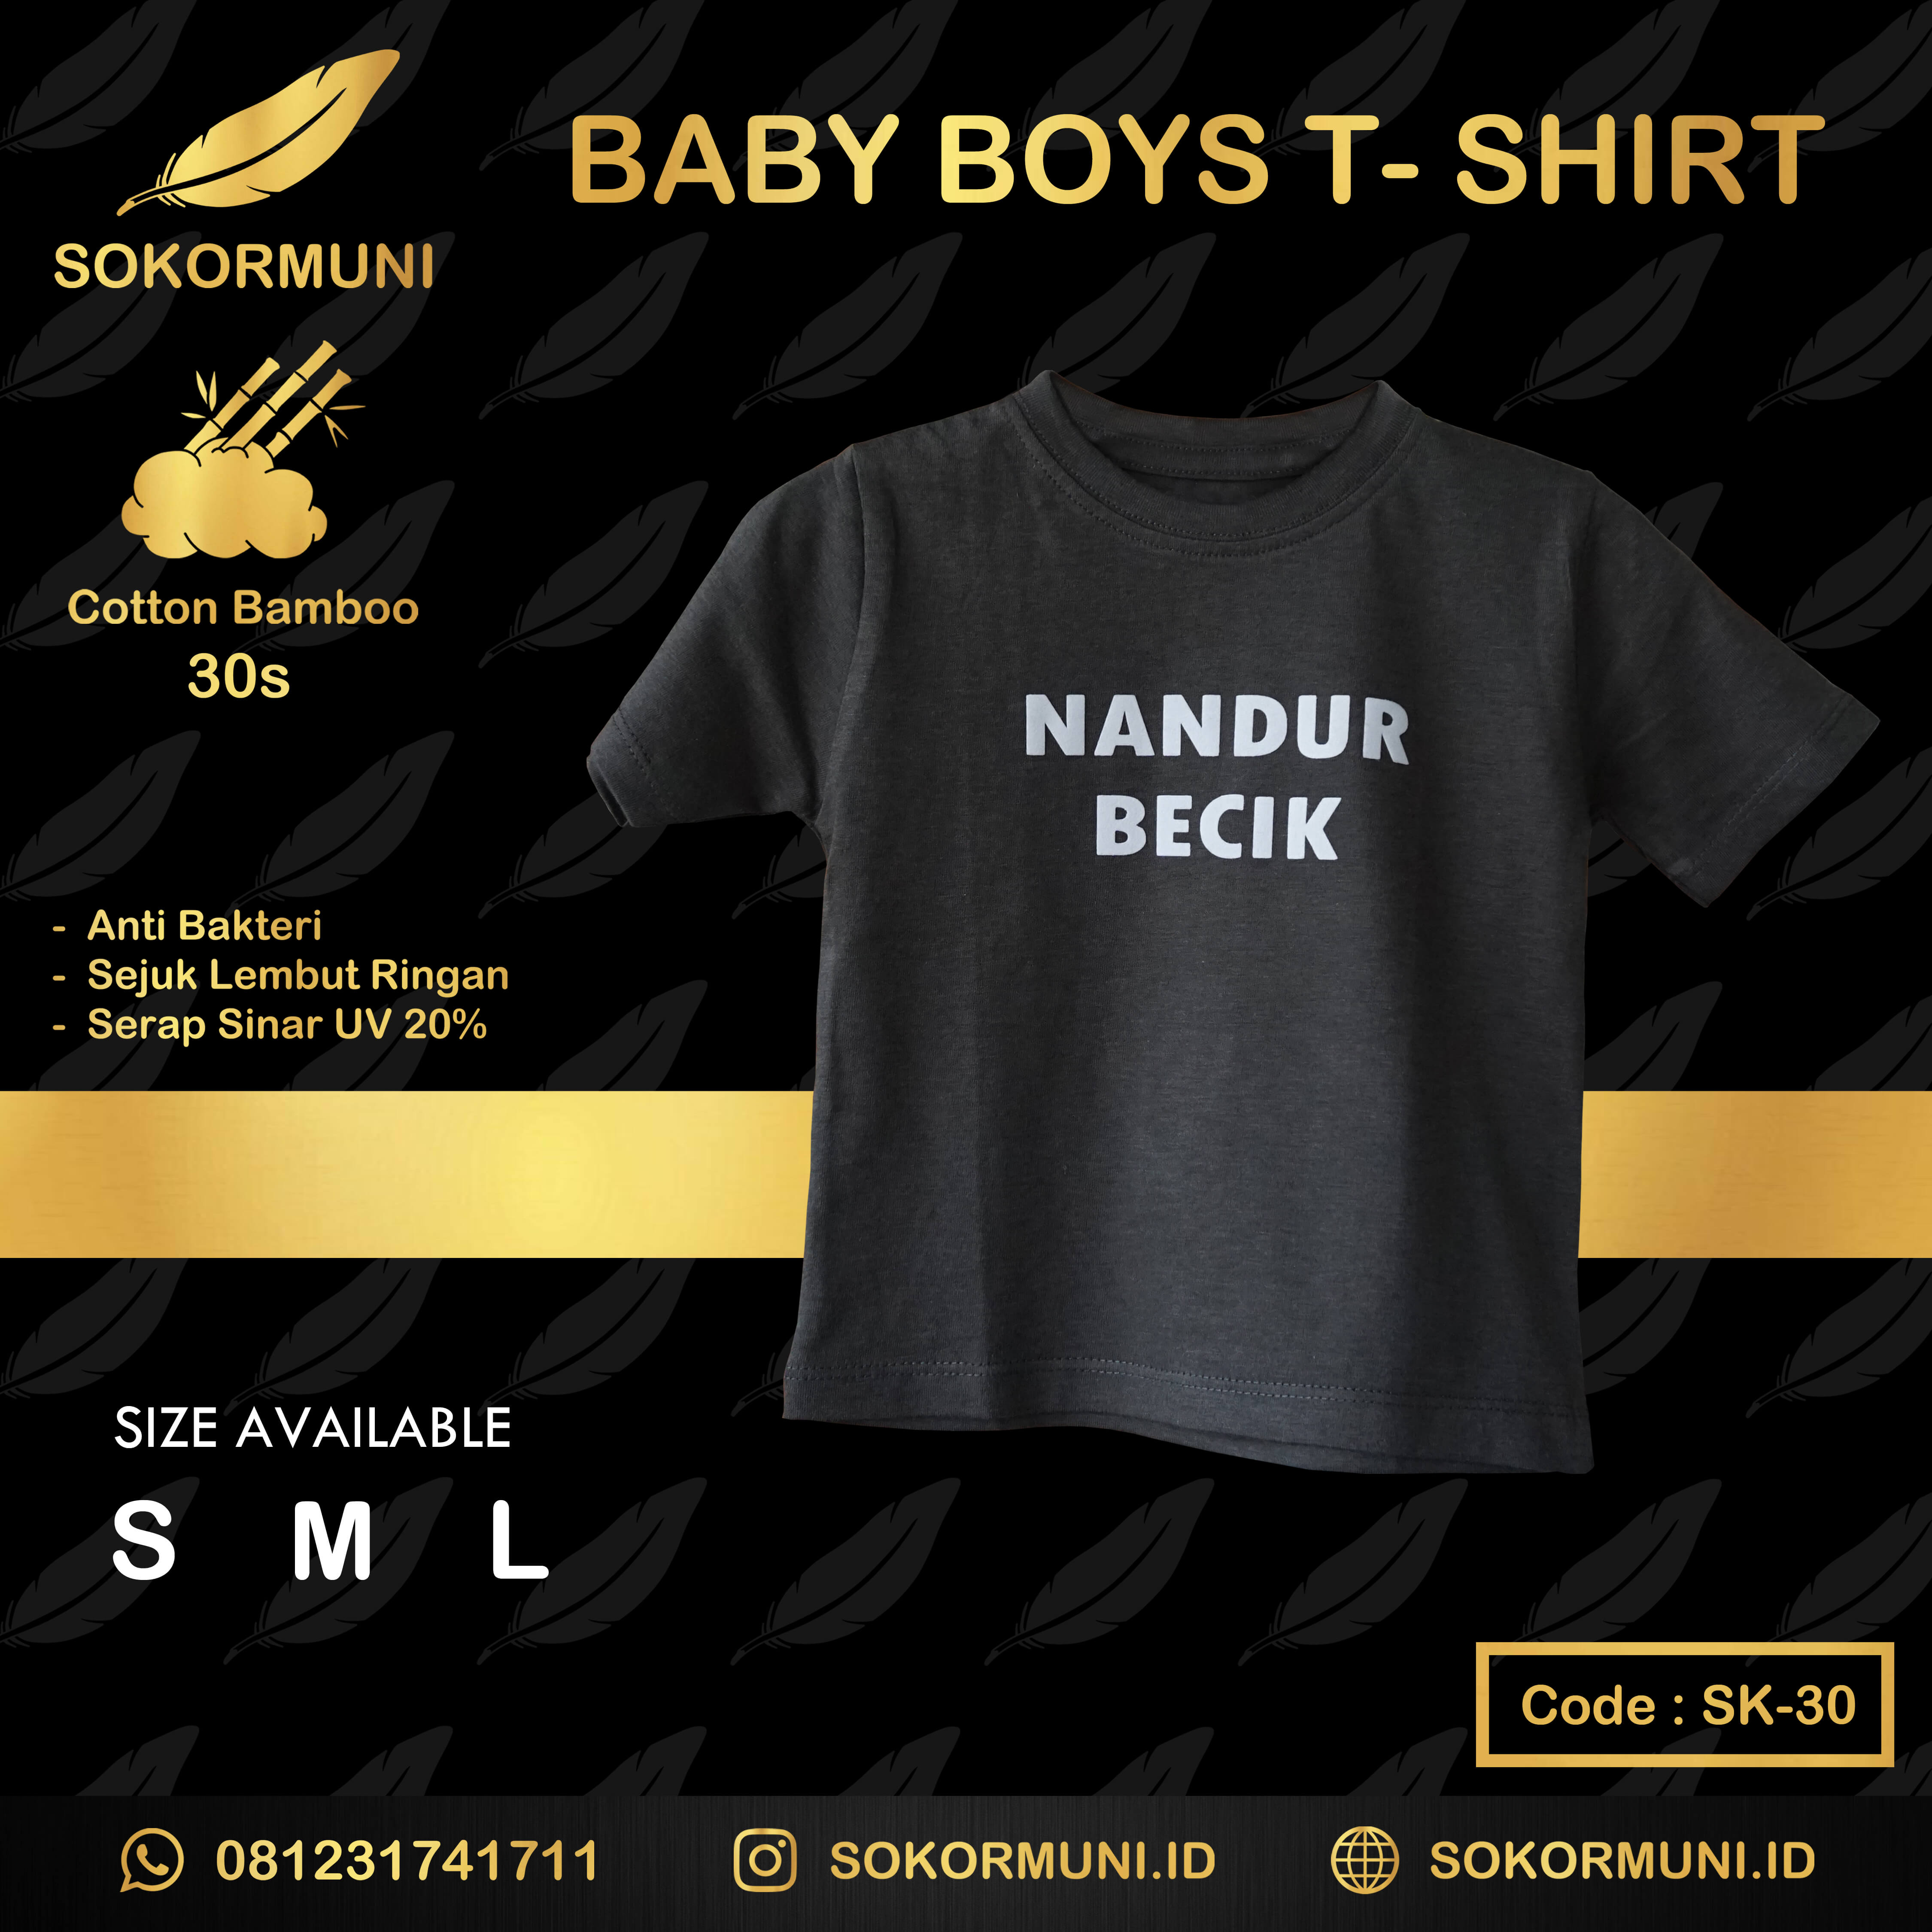 SOKORMUNI
BABY BOYS T- SHIRT
Cotton Bamboo
30s
NANDUR
BECIK
- Anti Bakteri
- Sejuk Lembut Ringan
- Serap Sinar UV 20%
SIZE AVAILABLE
S M L
Code : SK-30
081231741711
SOKORMUNI.ID
SOKORMUNI.ID